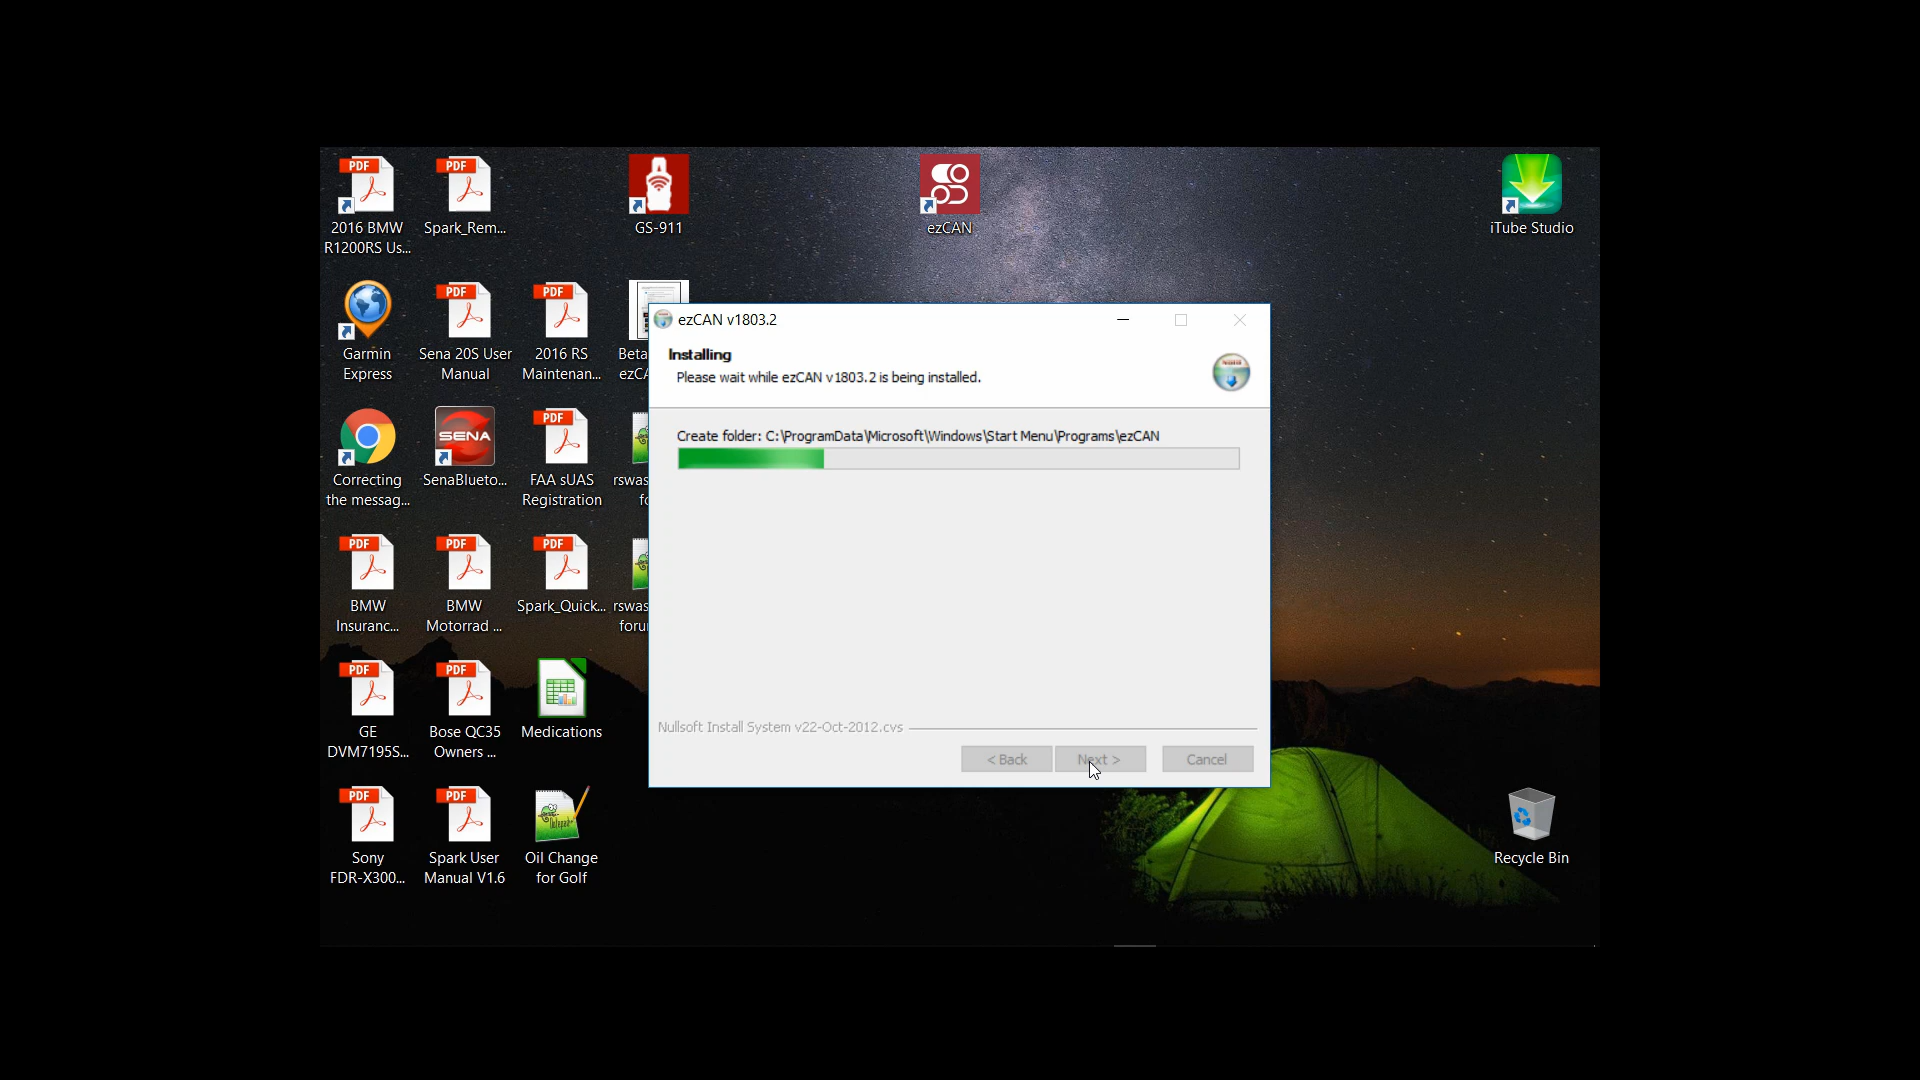 2016 BMW
R1200RS Us...
Spark_Rem...
GS-911
ezCAN
iTube Studio
Garmin
Express
Sena 20S User
Manual
2016 RS
Maintenan...
Correcting
the messag...
SENA
SenaBlueto...
FAA sUAS
Registration
BMW
Insuranc...
BMW
Motorrad ...
Spark_Quick...
GE
DVM7195S...
Bose QC35
Owners ...
Medications
Sony
FDR-X300...
Spark User
Manual V1.6
Oil Change
for Golf
Recycle Bin
PDF
PDF
PDF
PDF
PDF
PDF
PDF
PDF
PDF
PDF
PDF
PDF
ezCAN v1803.2
Installing
Please wait while ezCAN v1803.2 is being installed.
Create folder: C:\ProgramData\Microsoft\Windows\Start Menu\Programs\ezCAN
Nullsoft Install System v22-Oct-2012.cvs
< Back
Next >
Cancel